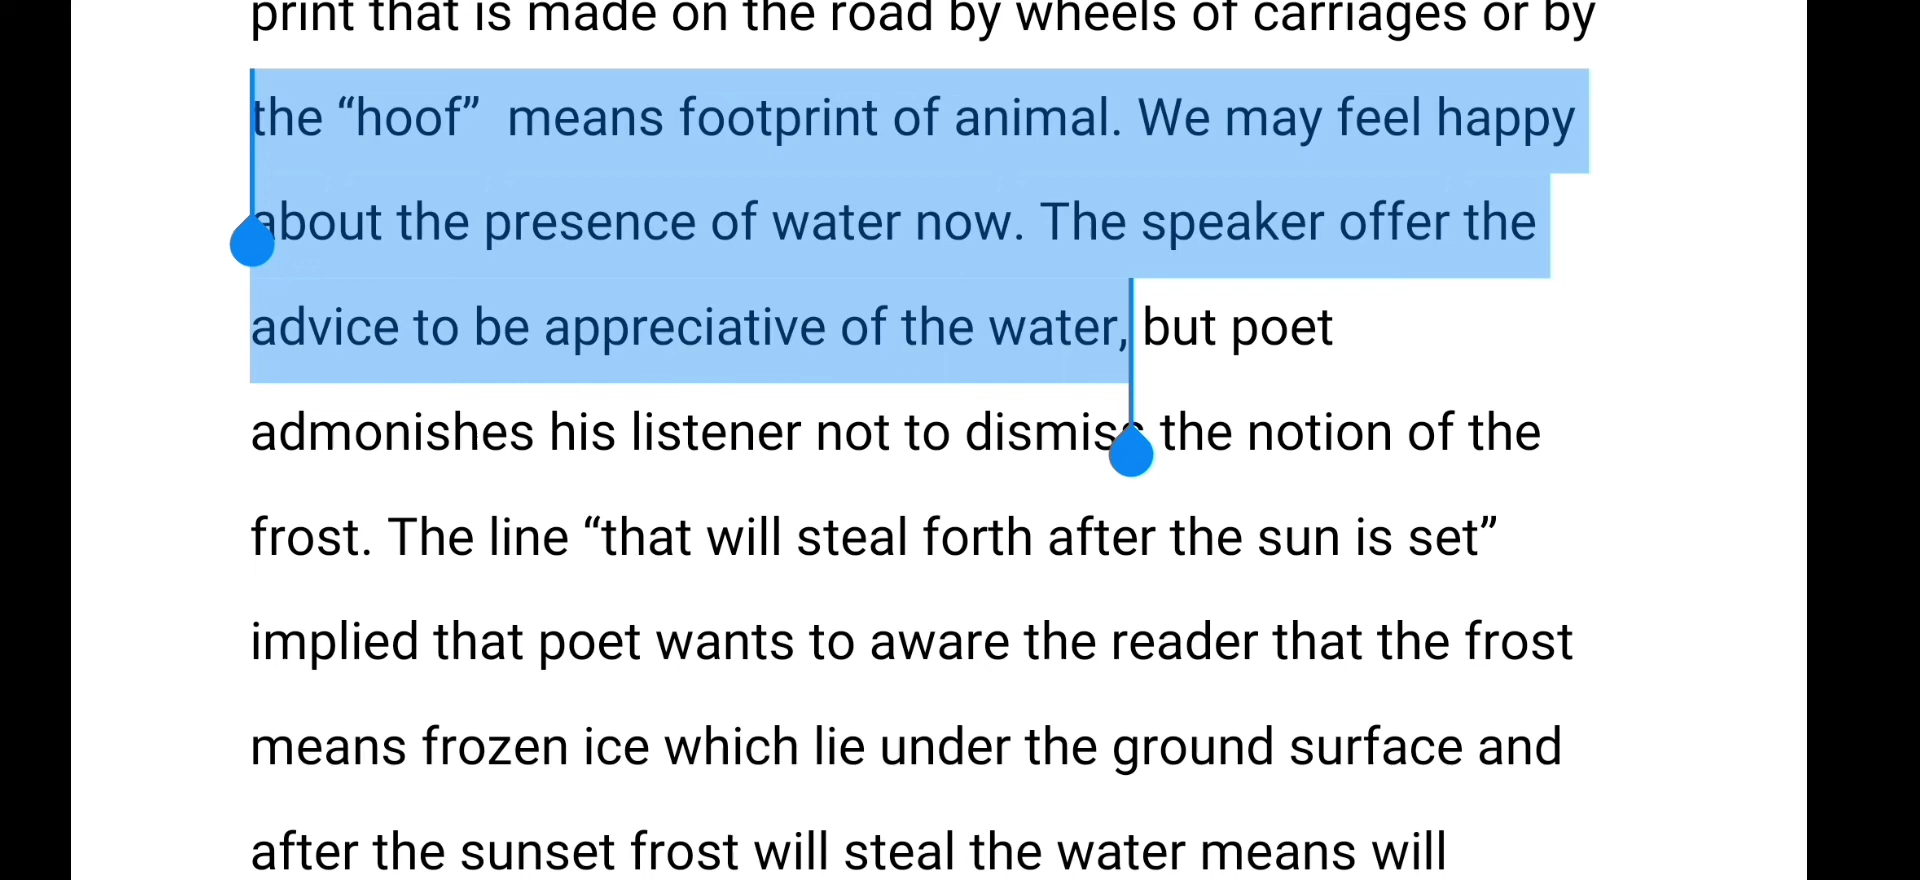 print that is made on the road by wheels of carriages or by
the “hoof”  means footprint of animal. We may feel happy
about the presence of water now. The speaker offer the
advice to be appreciative of the water, but poet
admonishes his listener not to dismiss the notion of the
frost. The line “that will steal forth after the sun is set”
implied that poet wants to aware the reader that the frost
means frozen ice which lie under the ground surface and
after the sunset frost will steal the water means will